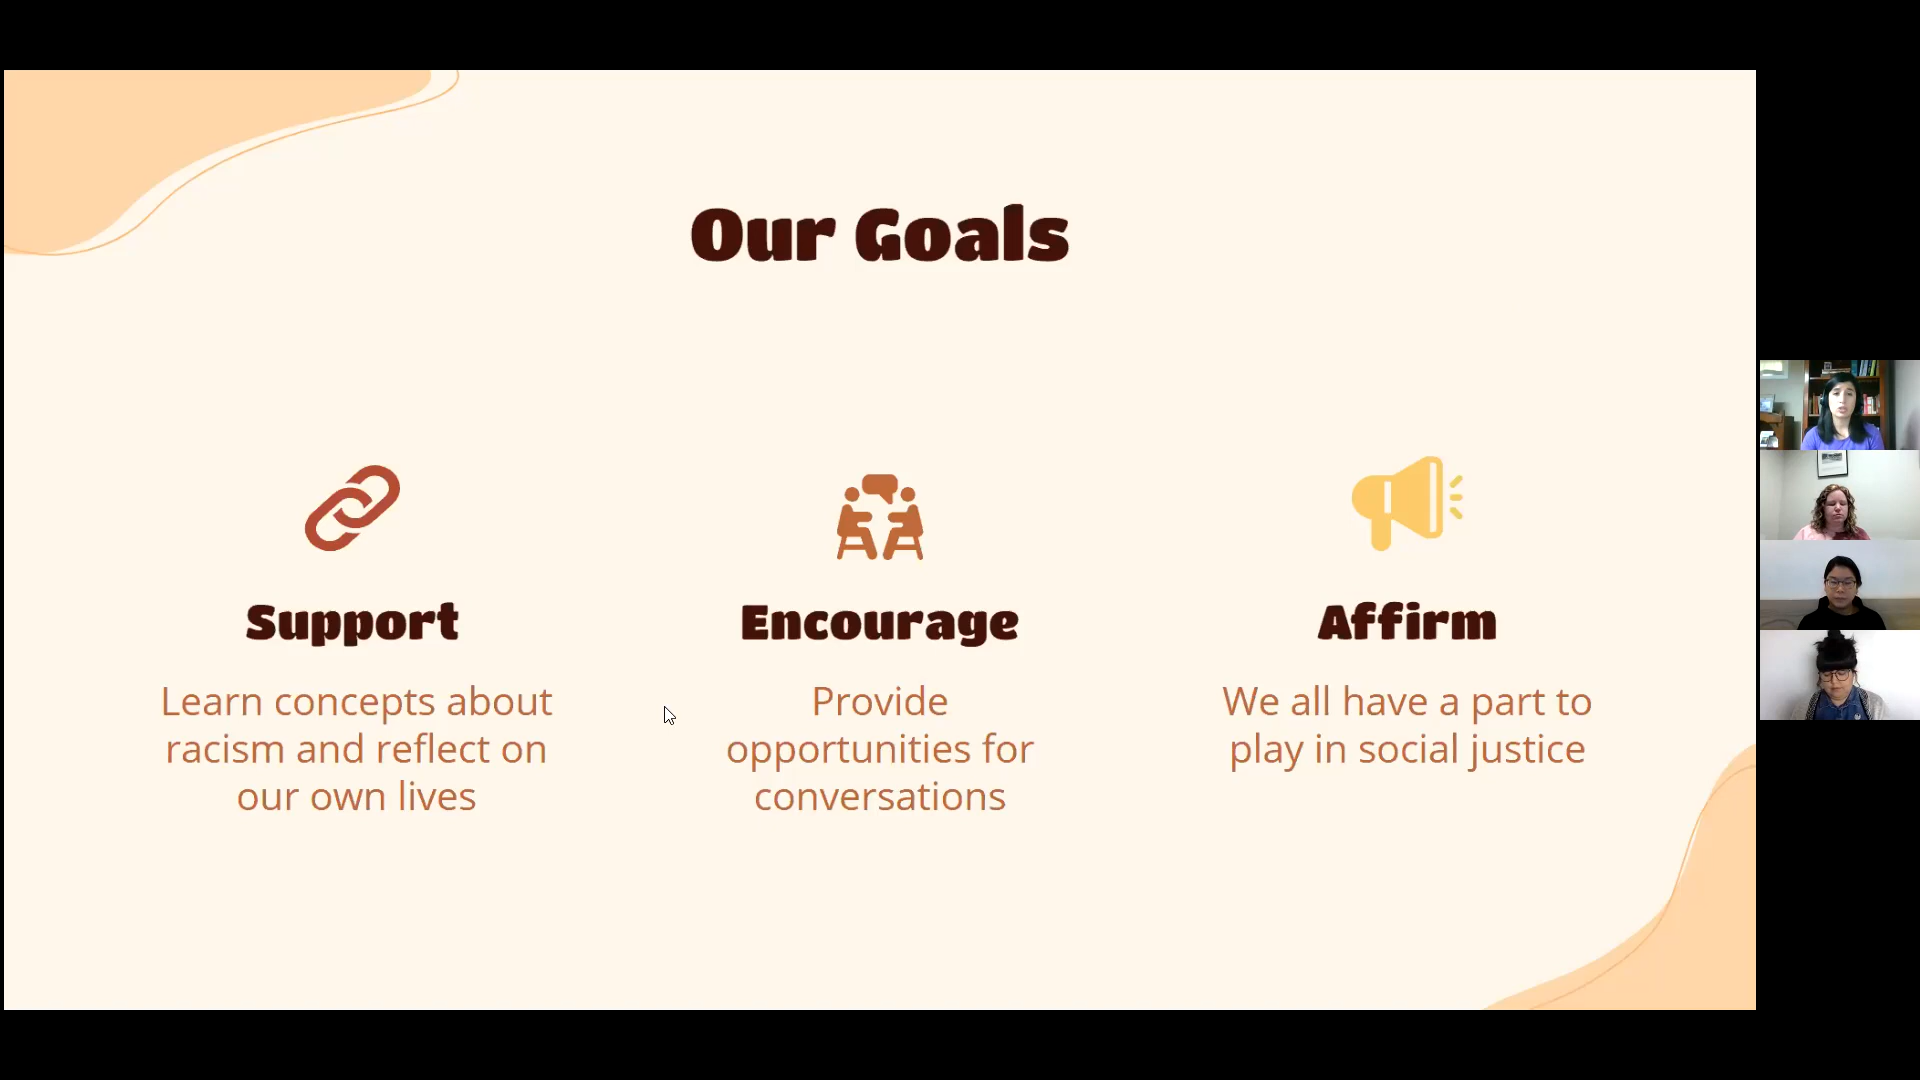 Our Goals
Support
Learn concepts about
racism and reflect on
our own lives
Encourage
Provide
opportunities for
conversations
Affirm
We all have a part to
play in social justice